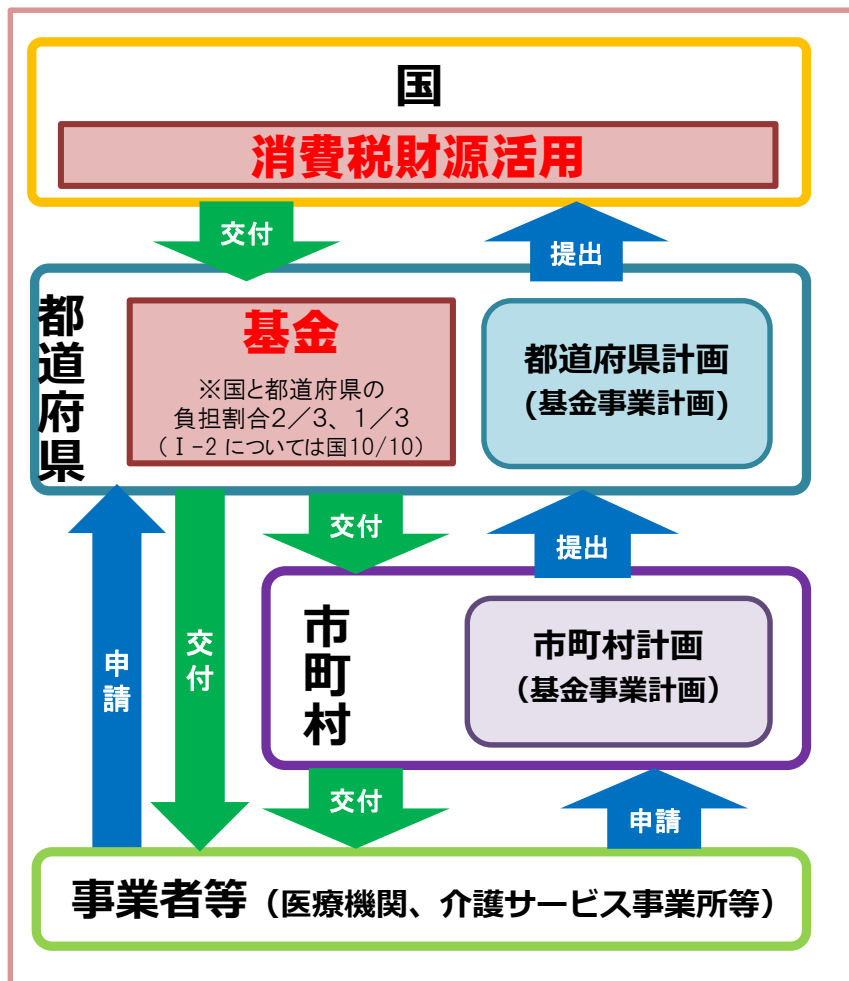 国
消費税財源活用
交付
提出
都道府県
基金
※国と都道府県の
負担割合2/3、1/3
(Ⅰ-2については国10/10)
都道府県計画
(基金事業計画)
交付
提出
申請
交付
市町村
市町村計画
(基金事業計画)
交付
申請
事業者等(医療機関、介護サービス事業所等)